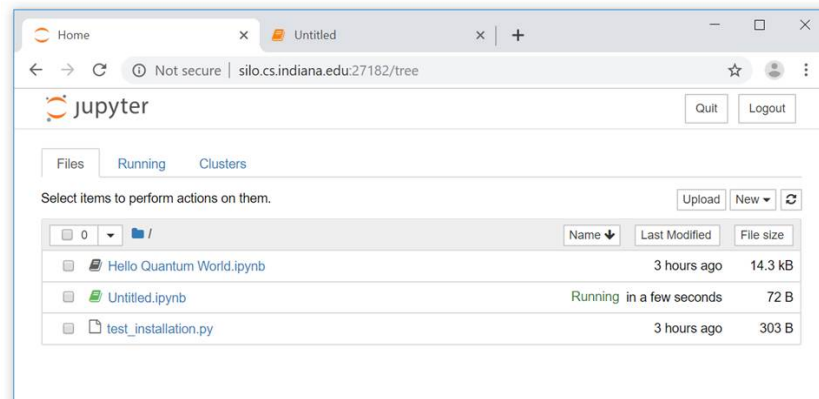 Home Untitled
Not secure | silo.cs.indiana.edu:27182/tree
jupyter Quit Logout
Files Running Clusters
Select items to perform actions on them. Upload New
0 / Name Last Modified File size
Hello Quantum World.ipynb 3 hours ago 14.3 kB
Untitled.ipynb Running in a few seconds 72 B
test_installation.py 3 hours ago 303 B